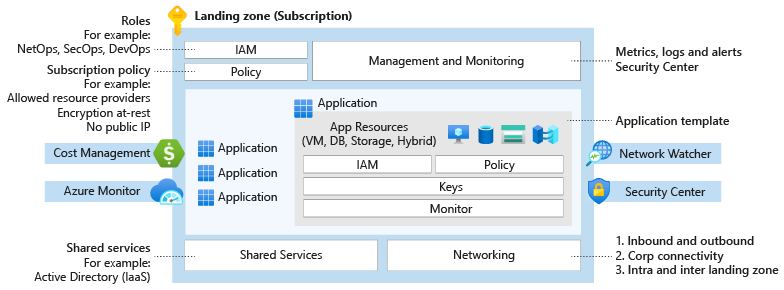 Roles
For example:
NetOps, SecOps, DevOps
Subscription policy
For example:
Allowed resource providers
Encryption at-rest
No public IP
Cost Management
Azure Monitor
Shared services
For example:
Active Directory (IaaS)
Landing zone (Subscription)
IAM
Policy
Management and Monitoring
Application
Application
Application
Application
App Resources
(VM, DB, Storage, Hybrid)
IAM
Policy
Keys
Monitor
Shared Services
Networking
Metrics, logs and alerts
Security Center
Application template
Network Watcher
Security Center
1. Inbound and outbound
2. Corp connectivity
3. Intra and inter landing zone